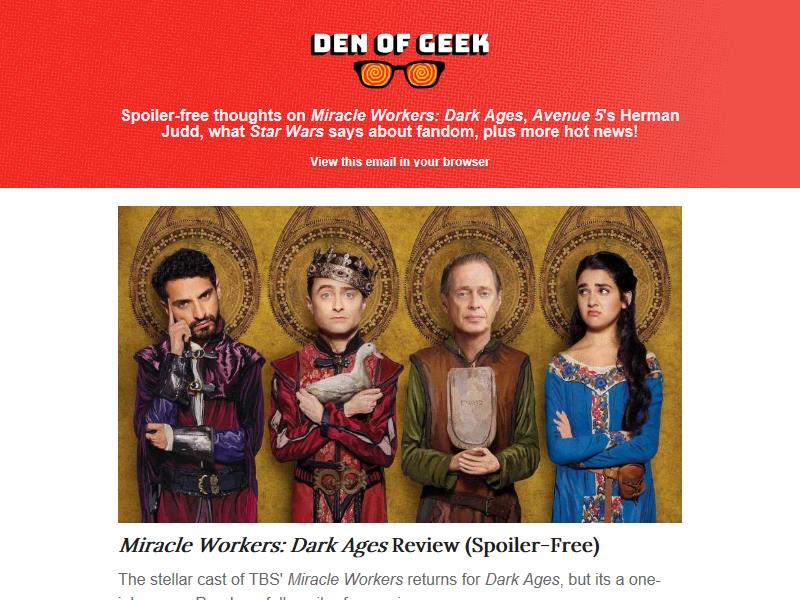 DEN OF GEEK
Spoiler-free thoughts on Miracle Workers: Dark Ages, Avenue 5's Herman
Judd, what Star Wars says about fandom, plus more hot news!
View this email in your browser
Miracle Workers: Dark Ages Review (Spoiler-Free)
The stellar cast of TBS' Miracle Workers returns for Dark Ages, but its a one-